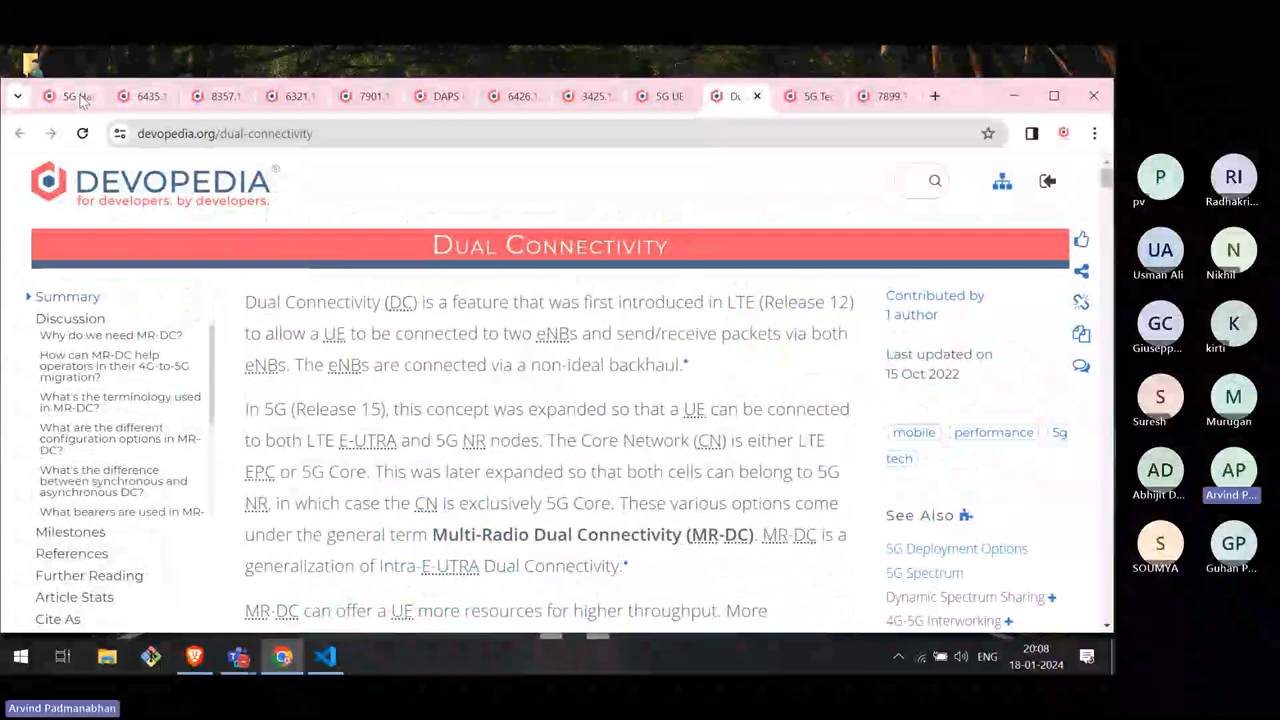 5G Ha
6435.1
8357.1
6321.1
7901.1
DAPS
6426.1
3425.1
5G UE
Du
5G Tec
7899.1
devopedia.org/dual-connectivity
DEVOPEDIA®
for developers. by developers.
DUAL CONNECTIVITY
Summary
Discussion
Why do we need MR-DC?
How can MR-DC help
operators in their 4G-to-5G
migration?
What's the terminology used
in MR-DC?
What are the different
configuration options in MR-
DC?
What's the difference
between synchronous and
asynchronous DC?
What bearers are used in MR-
Milestones
References
Further Reading
Article Stats
Cite As
Dual Connectivity (DC) is a feature that was first introduced in LTE (Release 12)
to allow a UE to be connected to two eNBs and send/receive packets via both
eNBs. The eNBs are connected via a non-ideal backhaul.
In 5G (Release 15), this concept was expanded so that a UE can be connected
to both LTE E-UTRA and 5G NR nodes. The Core Network (CN) is either LTE
EPC or 5G Core. This was later expanded so that both cells can belong to 5G
NR, in which case the CN is exclusively 5G Core. These various options come
under the general term Multi-Radio Dual Connectivity (MR-DC). MR-DC is a
generalization of Intra-E-UTRA Dual Connectivity.
MR-DC can offer a UE more resources for higher throughput. More
Contributed by
1 author
Last updated on
15 Oct 2022
mobile performance 5g
tech
See Also
5G Deployment Options
5G Spectrum
Dynamic Spectrum Sharing +
4G-5G Interworking +
ENG
20:08
18-01-2024
P
pv
RI
Radhakri...
UA
Usman Ali
N
Nikhil
GC
Giusepp...
K
kirti
S
Suresh
M
Murugan
AD
Abhijit D...
AP
Arvind P...
S
SOUMYA
GP
Guhan P...
Arvind Padmanabhan